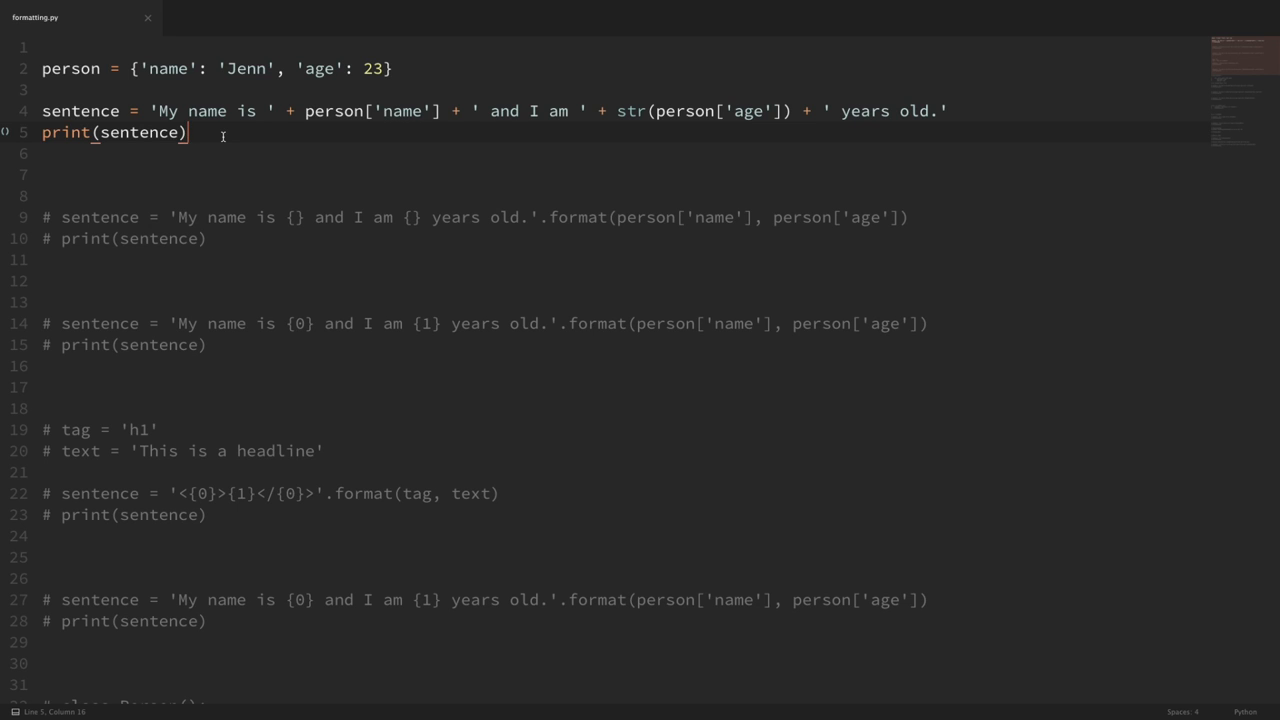 formatting.py ×
1
2 person = {'name': 'Jenn', 'age': 23}
3
4 sentence = 'My name is ' + person['name'] + ' and I am ' + str(person['age']) + ' years old.'
() 5 print(sentence)
6
7
8
9 # sentence = 'My name is {} and I am {} years old.'.format(person['name'], person['age'])
10 # print(sentence)
11
12
13
14 # sentence = 'My name is {0} and I am {1} years old.'.format(person['name'], person['age'])
15 # print(sentence)
16
17
18
19 # tag = 'h1'
20 # text = 'This is a headline'
21
22 # sentence = '<{0}>{1}</{0}>'.format(tag, text)
23 # print(sentence)
24
25
26
27 # sentence = 'My name is {0} and I am {1} years old.'.format(person['name'], person['age'])
28 # print(sentence)
29
30
31
32 # class Person():
Line 5, Column 16 Spaces: 4 Python